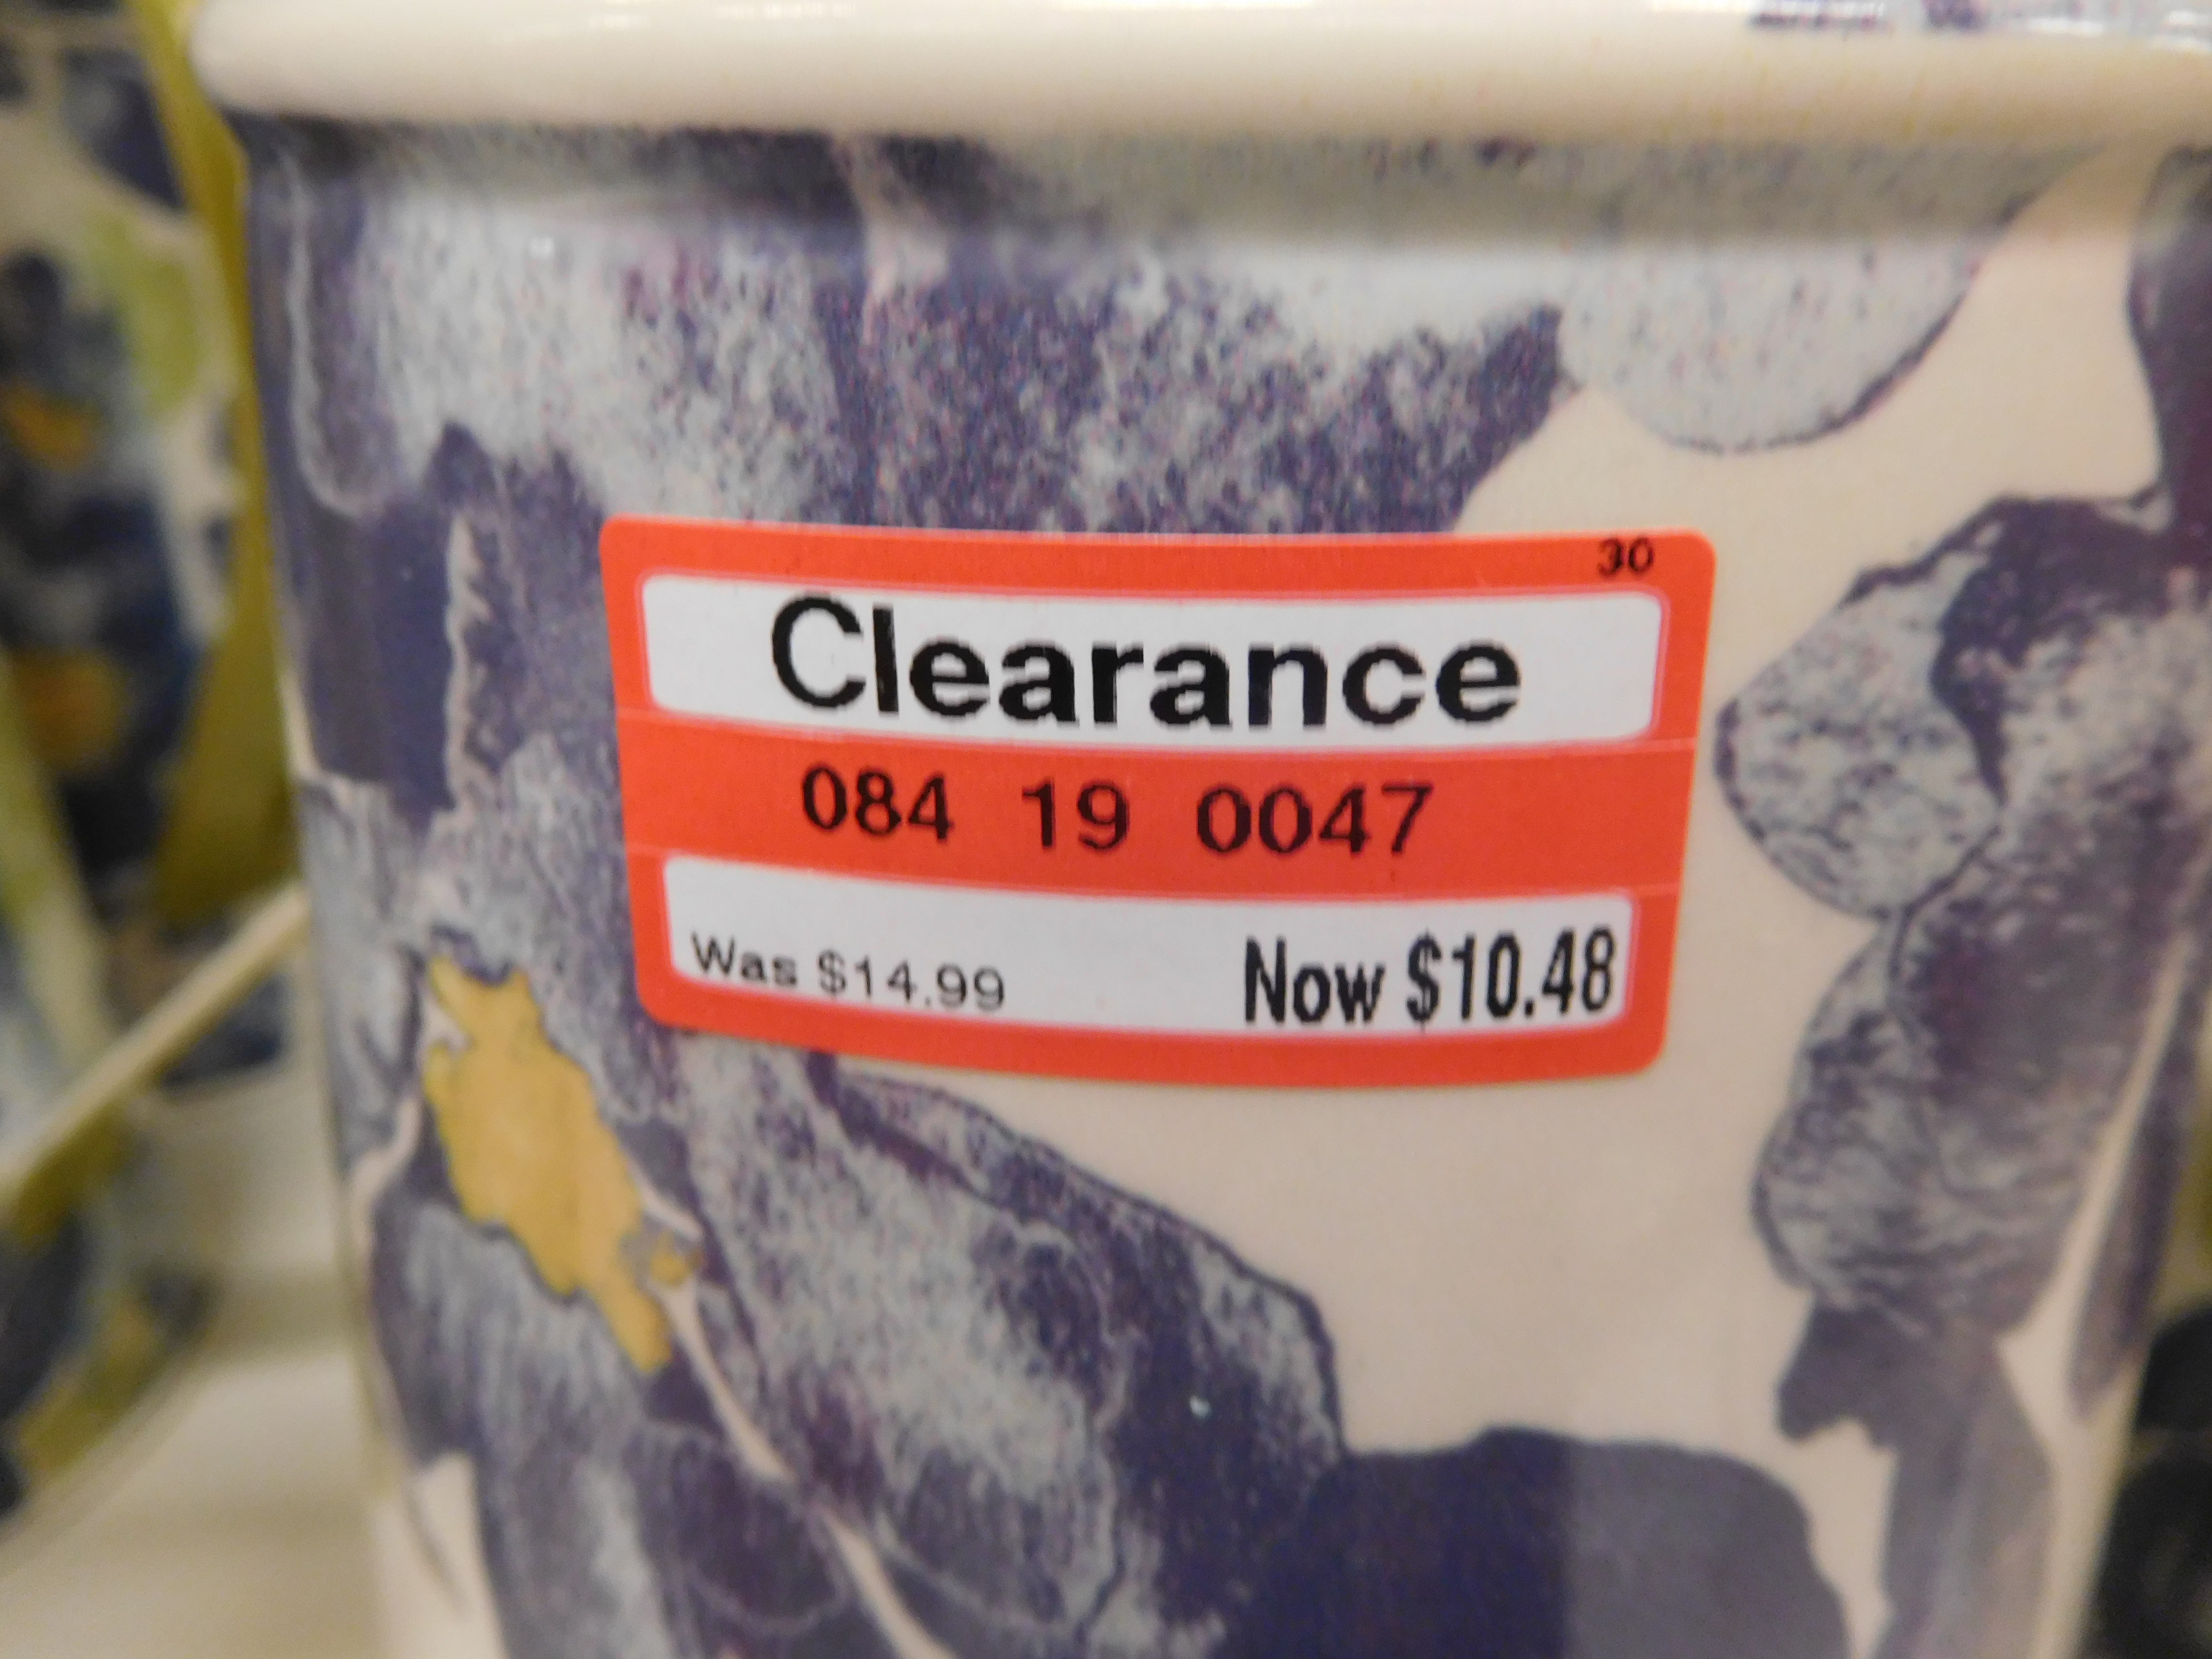 30
Clearance
084 19 0047
Was $14.99 Now $10.48